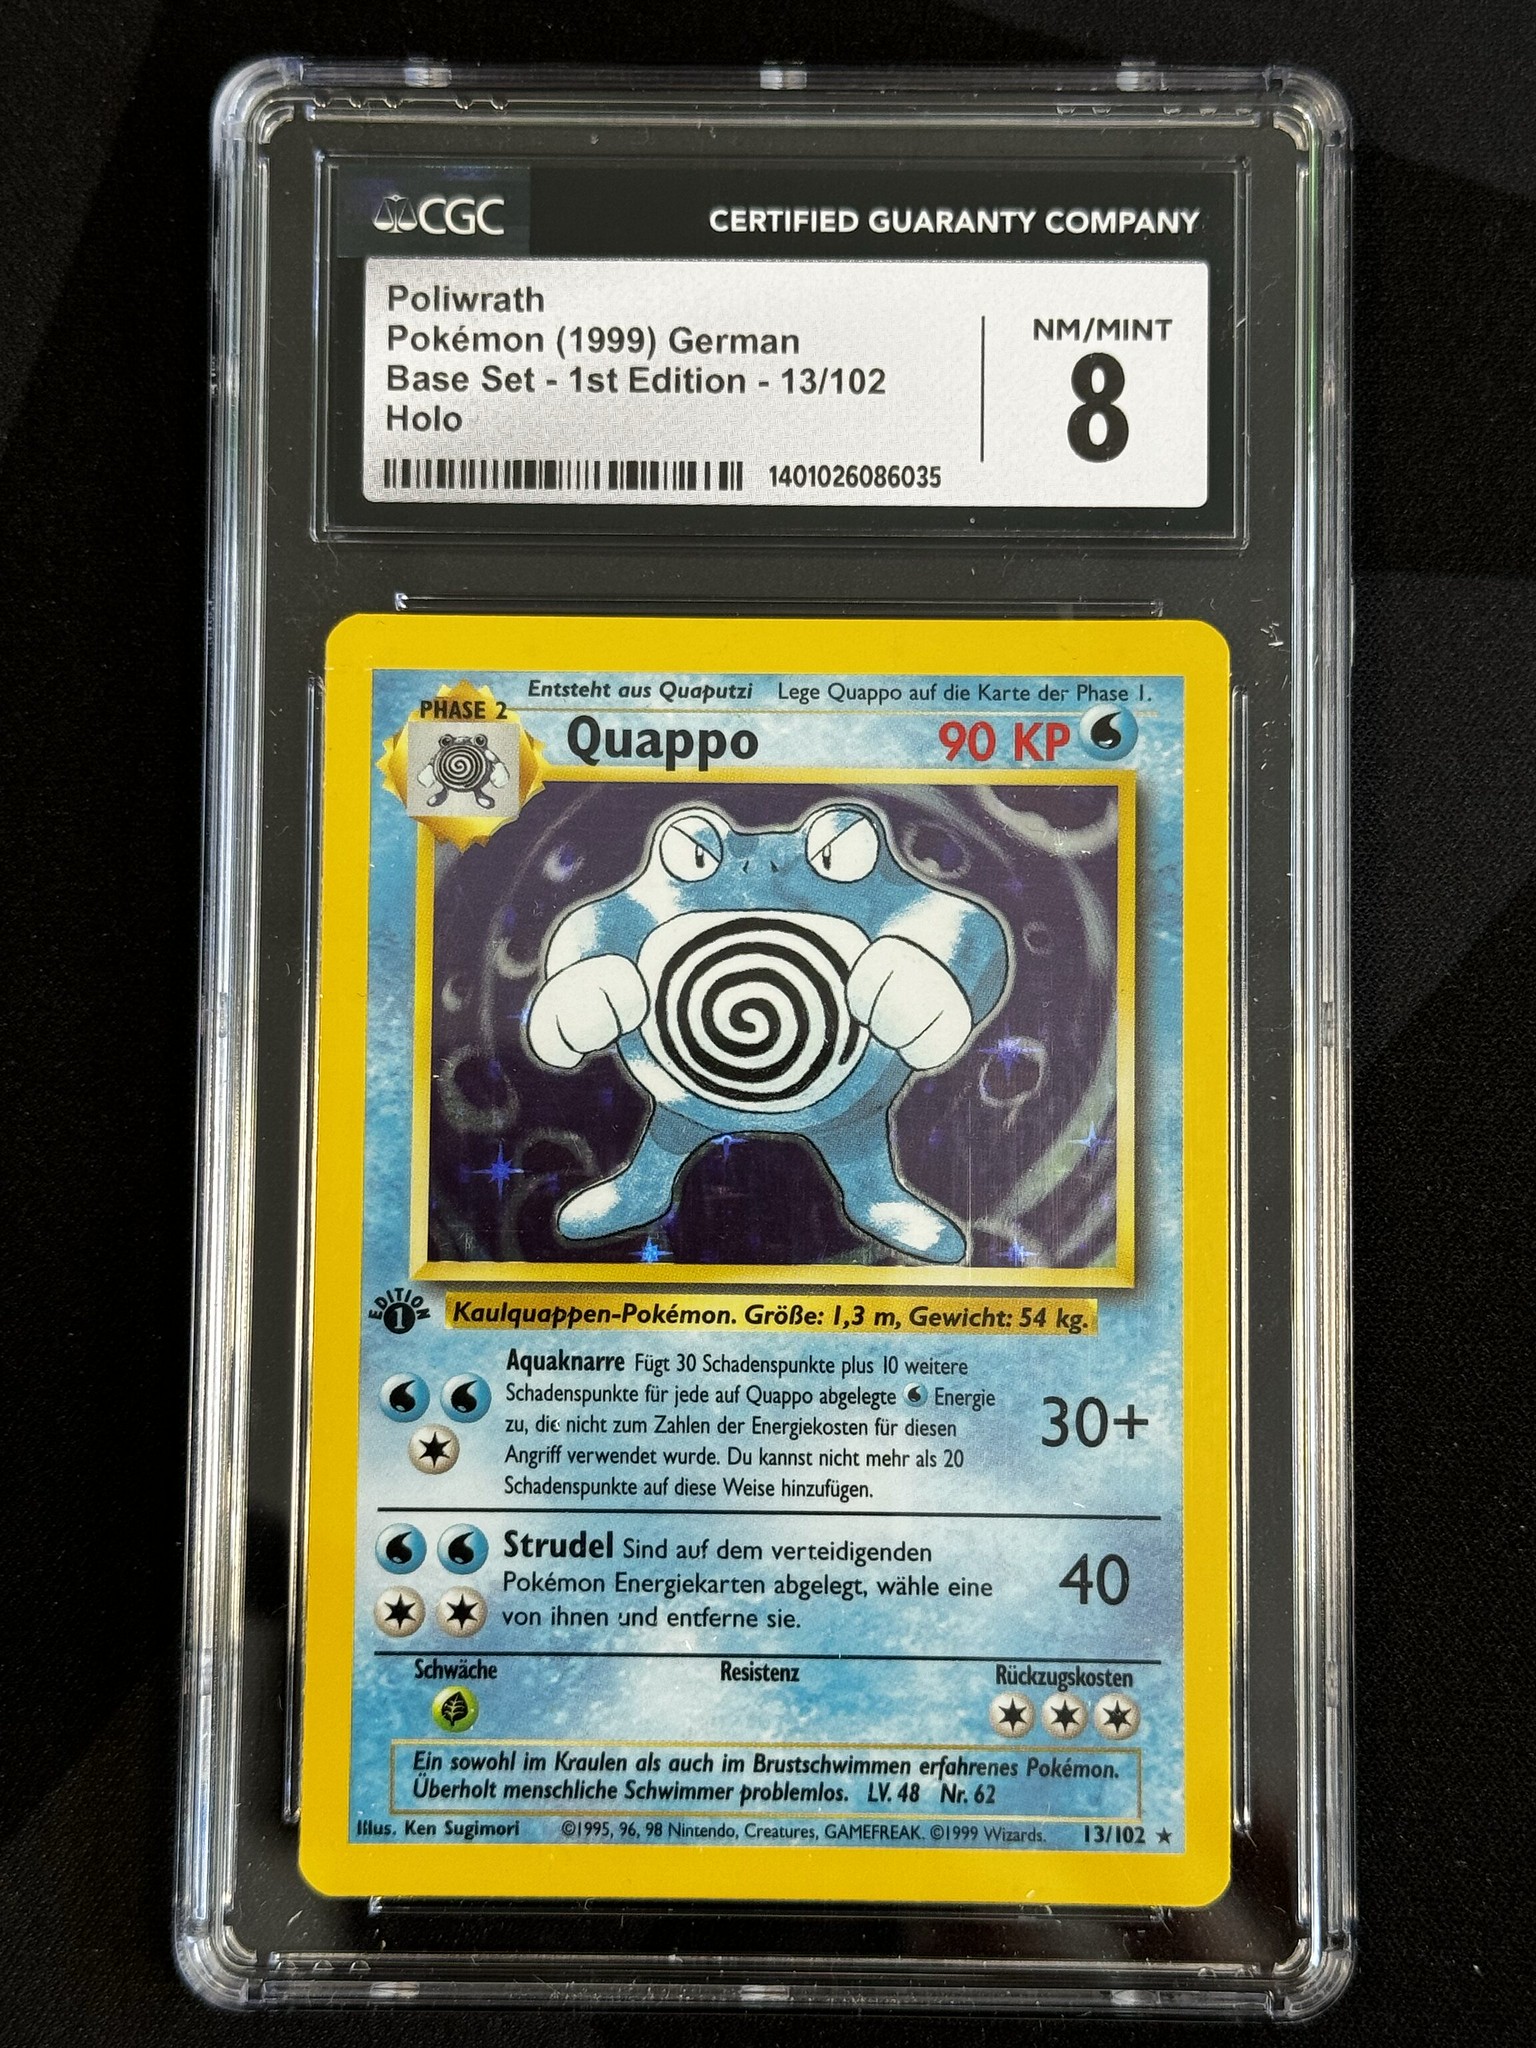 CGC
CERTIFIED GUARANTY COMPANY
Poliwrath
Pokémon (1999) German
Base Set - 1st Edition - 13/102
Holo
1401026086035
NM/MINT
8
Entsteht aus Quaputzi Lege Quappo auf die Karte der Phase 1.
PHASE 2
Quappo
90 KP
EDITION
1
Kaulquappen-Pokémon. Größe: 1,3 m, Gewicht: 54 kg.
Aquaknarre Fügt 30 Schadenspunkte plus 10 weitere
Schadenspunkte für jede auf Quappo abgelegte Energie
zu, die nicht zum Zahlen der Energiekosten für diesen
Angriff verwendet wurde. Du kannst nicht mehr als 20
Schadenspunkte auf diese Weise hinzufügen.
30+
Strudel Sind auf dem verteidigenden
Pokémon Energiekarten abgelegt, wähle eine
von ihnen und entferne sie.
40
Schwäche
Resistenz
Rückzugskosten
Ein sowohl im Kraulen als auch im Brustschwimmen erfahrenes Pokémon.
Überholt menschliche Schwimmer problemlos. LV. 48 Nr. 62
Illus. Ken Sugimori ©1995, 96, 98 Nintendo, Creatures, GAMEFREAK. ©1999 Wizards. 13/102 ★